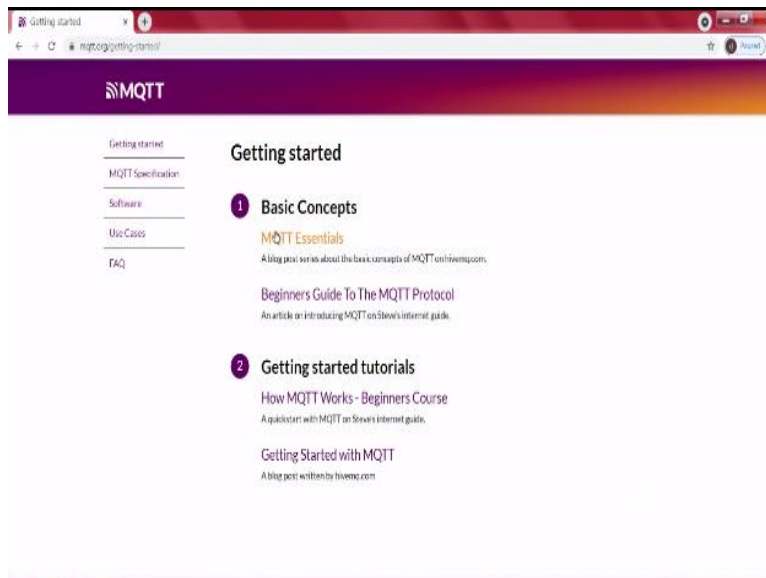 Getting started
mqtt.org/getting-started/
Paused
MQTT
Getting started
MQTT Specification
Software
Use Cases
FAQ
Getting started
1 Basic Concepts
MQTT Essentials
A blog post series about the basic concepts of MQTT on hivemq.com.
Beginners Guide To The MQTT Protocol
An article on introducing MQTT on Steve's internet guide.
2 Getting started tutorials
How MQTT Works - Beginners Course
A quickstart with MQTT on Steve's internet guide.
Getting Started with MQTT
A blog post written by hivemq.com